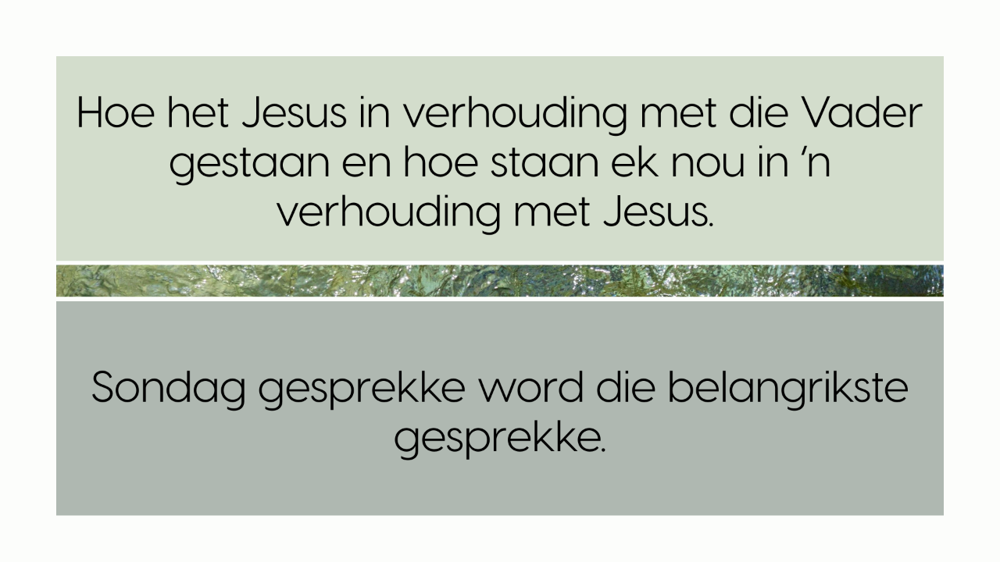 Hoe het Jesus in verhouding met die Vader
gestaan en hoe staan ek nou in ’n
verhouding met Jesus.
Sondag gesprekke word die belangrikste
gesprekke.